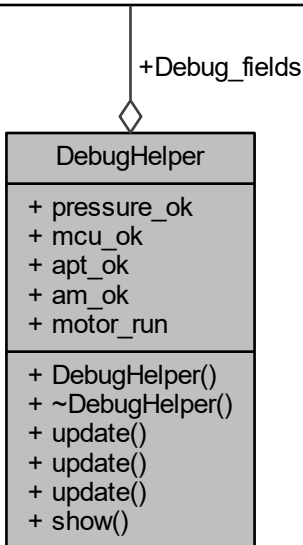 +Debug_fields
DebugHelper
+ pressure_ok
+ mcu_ok
+ apt_ok
+ am_ok
+ motor_run
+ DebugHelper()
+ ~DebugHelper()
+ update()
+ update()
+ update()
+ show()